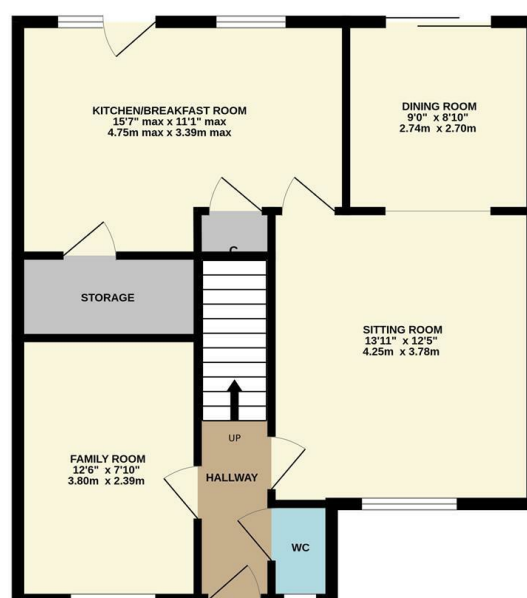 KITCHEN/BREAKFAST ROOM
15'7" max x 11'1" max
4.75m max x 3.39m max
DINING ROOM
9'0" x 8'10"
2.74m x 2.70m
C
STORAGE
SITTING ROOM
13'11" x 12'5"
4.25m x 3.78m
UP
HALLWAY
FAMILY ROOM
12'6" x 7'10"
3.80m x 2.39m
WC